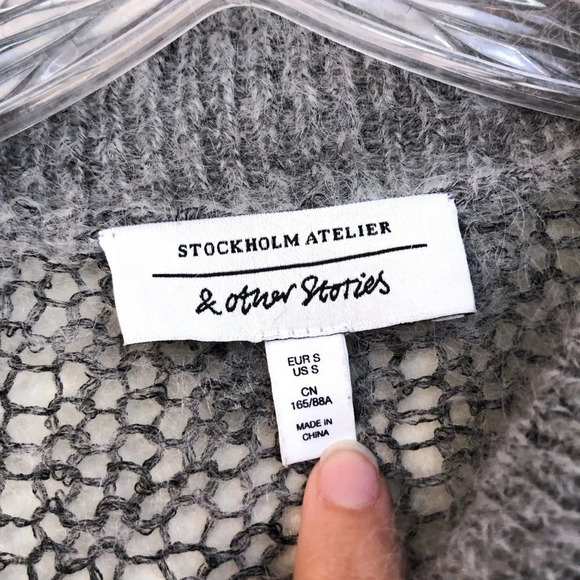 STOCKHOLM ATELIER
& Other Stories
EUR S
US S
CN
165/88A
MADE IN
CHINA